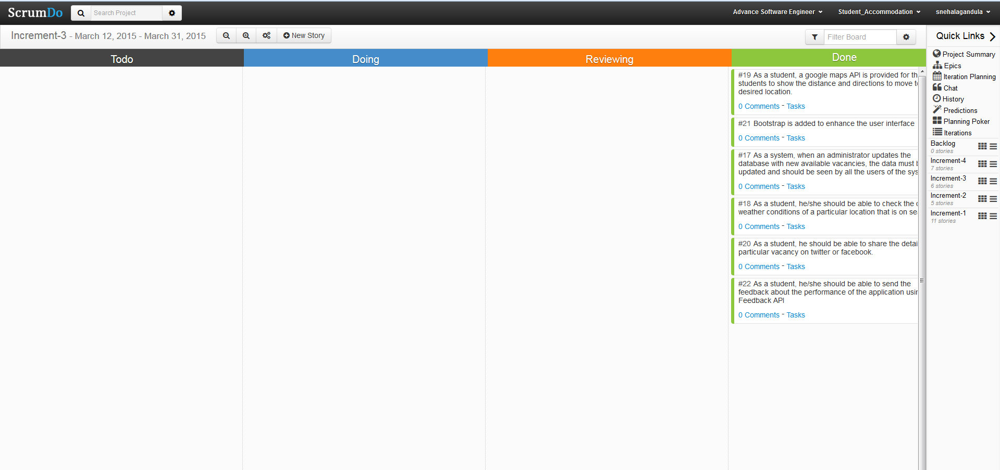 ScrumDo
Search Project
Advance Software Engineer
Student_Accommodation
snehalagandula
Increment-3 - March 12, 2015 - March 31, 2015
New Story
Filter Board
Todo
Doing
Reviewing
Done
#19 As a student, a google maps API is provided for th
students to show the distance and directions to move t
desired location.
0 Comments - Tasks
#21 Bootstrap is added to enhance the user interface
0 Comments - Tasks
#17 As a system, when an administrator updates the
database with new available vacancies, the data must
updated and should be seen by all the users of the sys
0 Comments - Tasks
#18 As a student, he/she should be able to check the
weather conditions of a particular location that is on se
0 Comments - Tasks
#20 As a student, he should be able to share the detai
particular vacancy on twitter or facebook.
0 Comments - Tasks
#22 As a student, he/she should be able to send the
feedback about the performance of the application usin
Feedback API
0 Comments - Tasks
Quick Links
Project Summary
Epics
Iteration Planning
Chat
History
Predictions
Planning Poker
Iterations
Backlog
0 stories
Increment-4
7 stories
Increment-3
6 stories
Increment-2
5 stories
Increment-1
11 stories